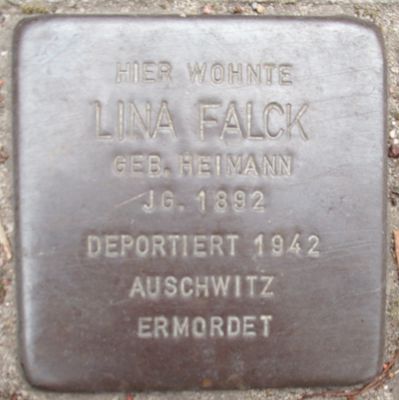 HIER WOHNTE
LINA FALCK
GEB. HEIMANN
JG. 1892
DEPORTIERT 1942
AUSCHWITZ
ERMORDET